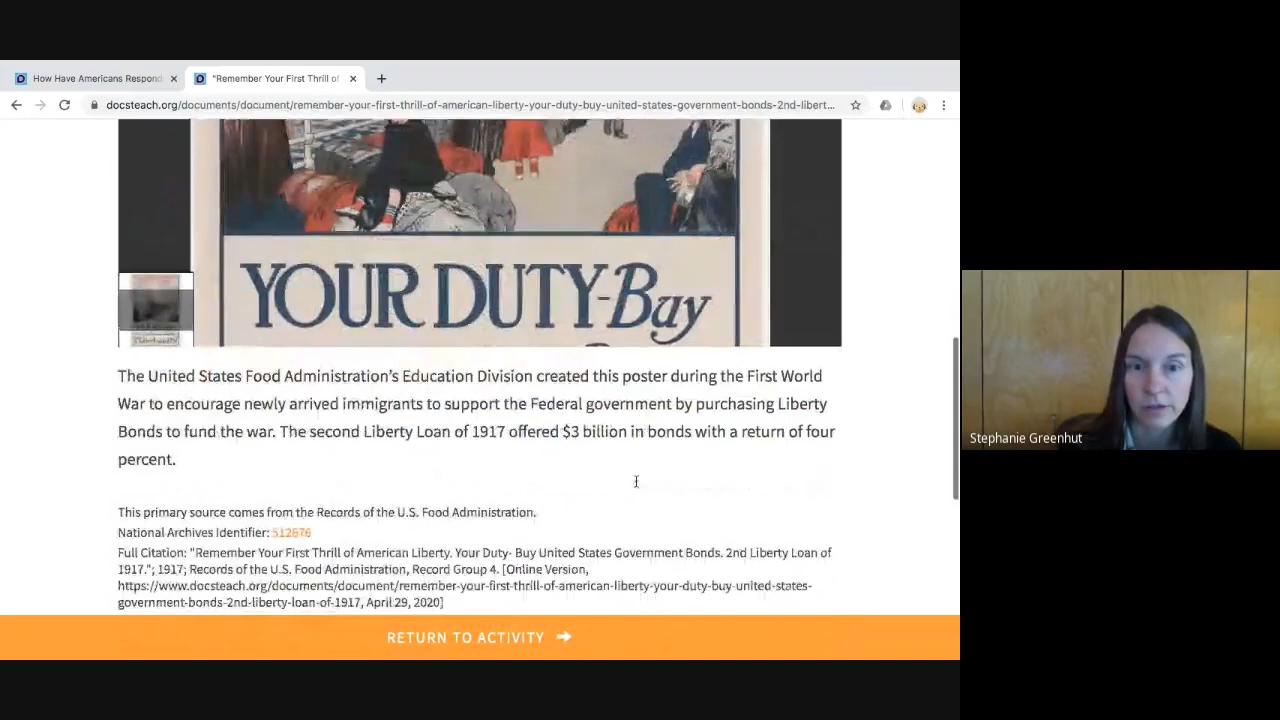 How Have Americans Respond
"Remember Your First Thrill of
docsteach.org/documents/document/remember-your-first-thrill-of-american-liberty-your-duty-buy-united-states-government-bonds-2nd-libert...
YOUR DUTY-Buy
The United States Food Administration's Education Division created this poster during the First World
War to encourage newly arrived immigrants to support the Federal government by purchasing Liberty
Bonds to fund the war. The second Liberty Loan of 1917 offered $3 billion in bonds with a return of four
percent.
Stephanie Greenhut
This primary source comes from the Records of the U.S. Food Administration.
National Archives Identifier: 512676
Full Citation: "Remember Your First Thrill of American Liberty. Your Duty- Buy United States Government Bonds. 2nd Liberty Loan of
1917."; 1917; Records of the U.S. Food Administration, Record Group 4. [Online Version,
https://www.docsteach.org/documents/document/remember-your-first-thrill-of-american-liberty-your-duty-buy-united-states-
government-bonds-2nd-liberty-loan-of-1917, April 29, 2020]
RETURN TO ACTIVITY